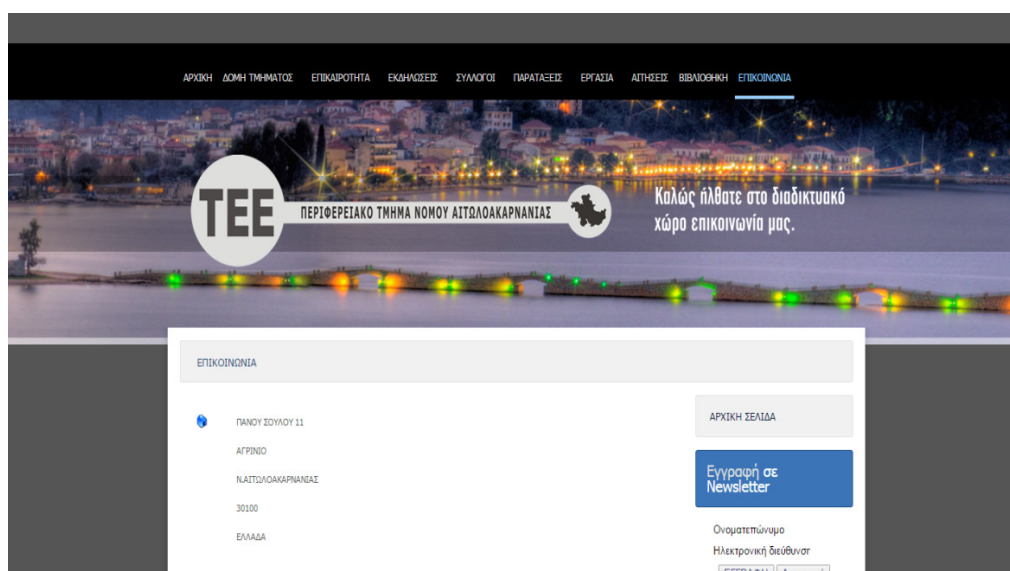 ΑΡΧΙΚΗ ΔΟΜΗ ΤΜΗΜΑΤΟΣ ΕΠΙΚΑΙΡΟΤΗΤΑ ΕΚΔΗΛΩΣΕΙΣ ΣΥΛΛΟΓΟΙ ΠΑΡΑΤΑΞΕΙΣ ΕΡΓΑΣΙΑ ΑΙΤΗΣΕΙΣ ΒΙΒΛΙΟΘΗΚΗ ΕΠΙΚΟΙΝΩΝΙΑ
ΤΕΕ
ΠΕΡΙΦΕΡΕΙΑΚΟ ΤΜΗΜΑ ΝΟΜΟΥ ΑΙΤΩΛΟΑΚΑΡΝΑΝΙΑΣ
Καλώς ήλθατε στο διαδικτυακό
χώρο επικοινωνία μας.
ΕΠΙΚΟΙΝΩΝΙΑ
ΠΑΝΟΥ ΣΟΥΛΟΥ 11
ΑΓΡΙΝΙΟ
Ν.ΑΙΤΩΛΟΑΚΑΡΝΑΝΙΑΣ
30100
ΕΛΛΑΔΑ
ΑΡΧΙΚΗ ΣΕΛΙΔΑ
Εγγραφή σε
Newsletter
Ονοματεπώνυμο
Ηλεκτρονική διεύθυνση